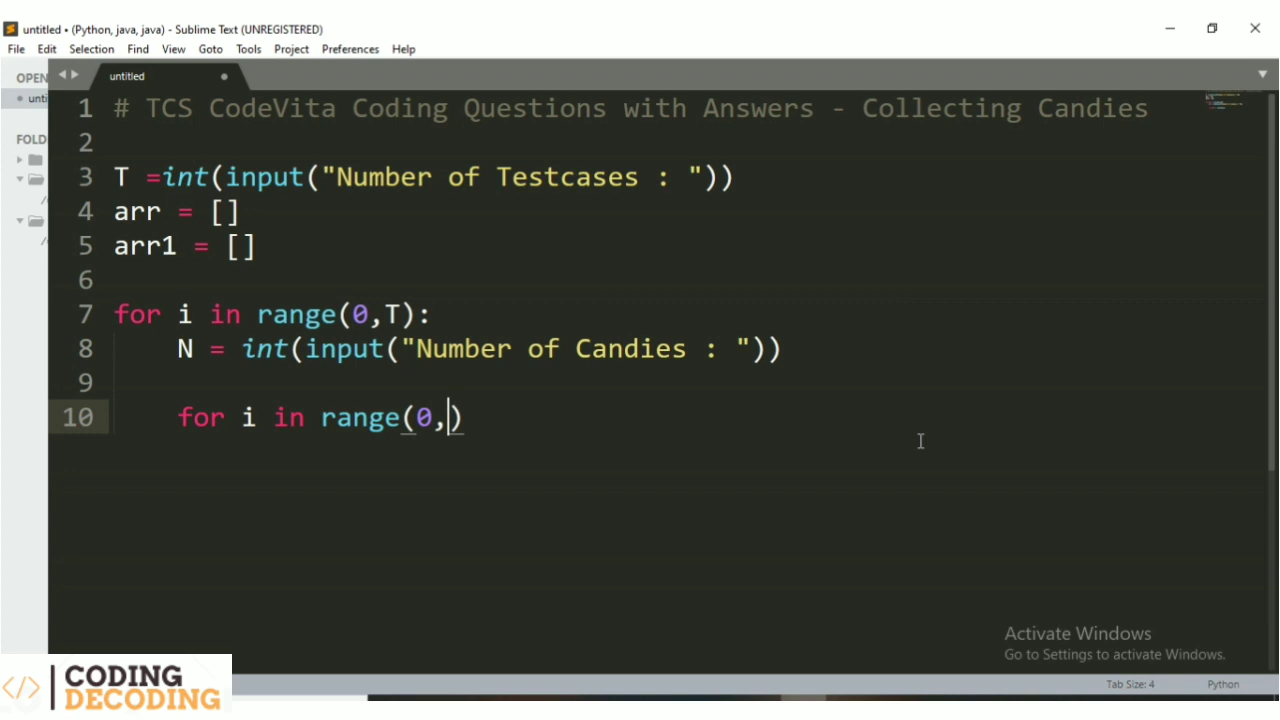 untitled • (Python, java, java) - Sublime Text (UNREGISTERED)
File Edit Selection Find View Goto Tools Project Preferences Help
OPEN
untitled
unti
FOLD
1 # TCS CodeVita Coding Questions with Answers - Collecting Candies
2
3 T =int(input("Number of Testcases : "))
4 arr = []
5 arr1 = []
6
7 for i in range(0,T):
8 N = int(input("Number of Candies : "))
9
10 for i in range(0,)
Activate Windows
Go to Settings to activate Windows.
</> CODING
DECODING
Tab Size: 4 Python